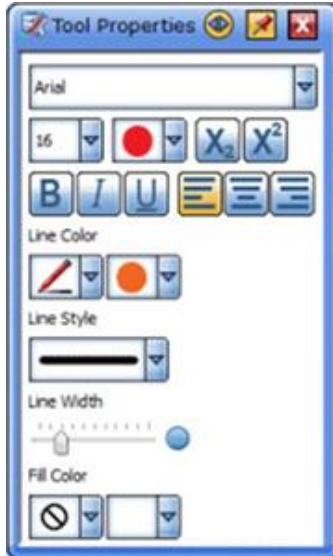 Tool Properties
Arial
16 X₂ X²
B I U
Line Color
Line Style
Line Width
Fill Color